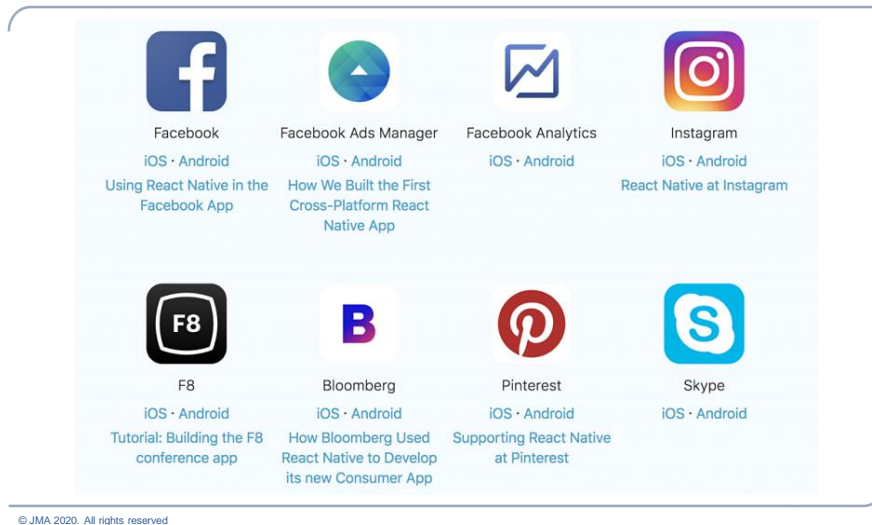 F8
Facebook
Facebook Ads Manager
Facebook Analytics
Instagram
iOS · Android
iOS · Android
iOS · Android
iOS · Android
Using React Native in the
Facebook App
How We Built the First
Cross-Platform React
Native App
React Native at Instagram
F8
Bloomberg
Pinterest
Skype
iOS · Android
iOS · Android
iOS · Android
iOS · Android
Tutorial: Building the F8
conference app
How Bloomberg Used
React Native to Develop
its new Consumer App
Supporting React Native
at Pinterest
© JMA 2020. All rights reserved